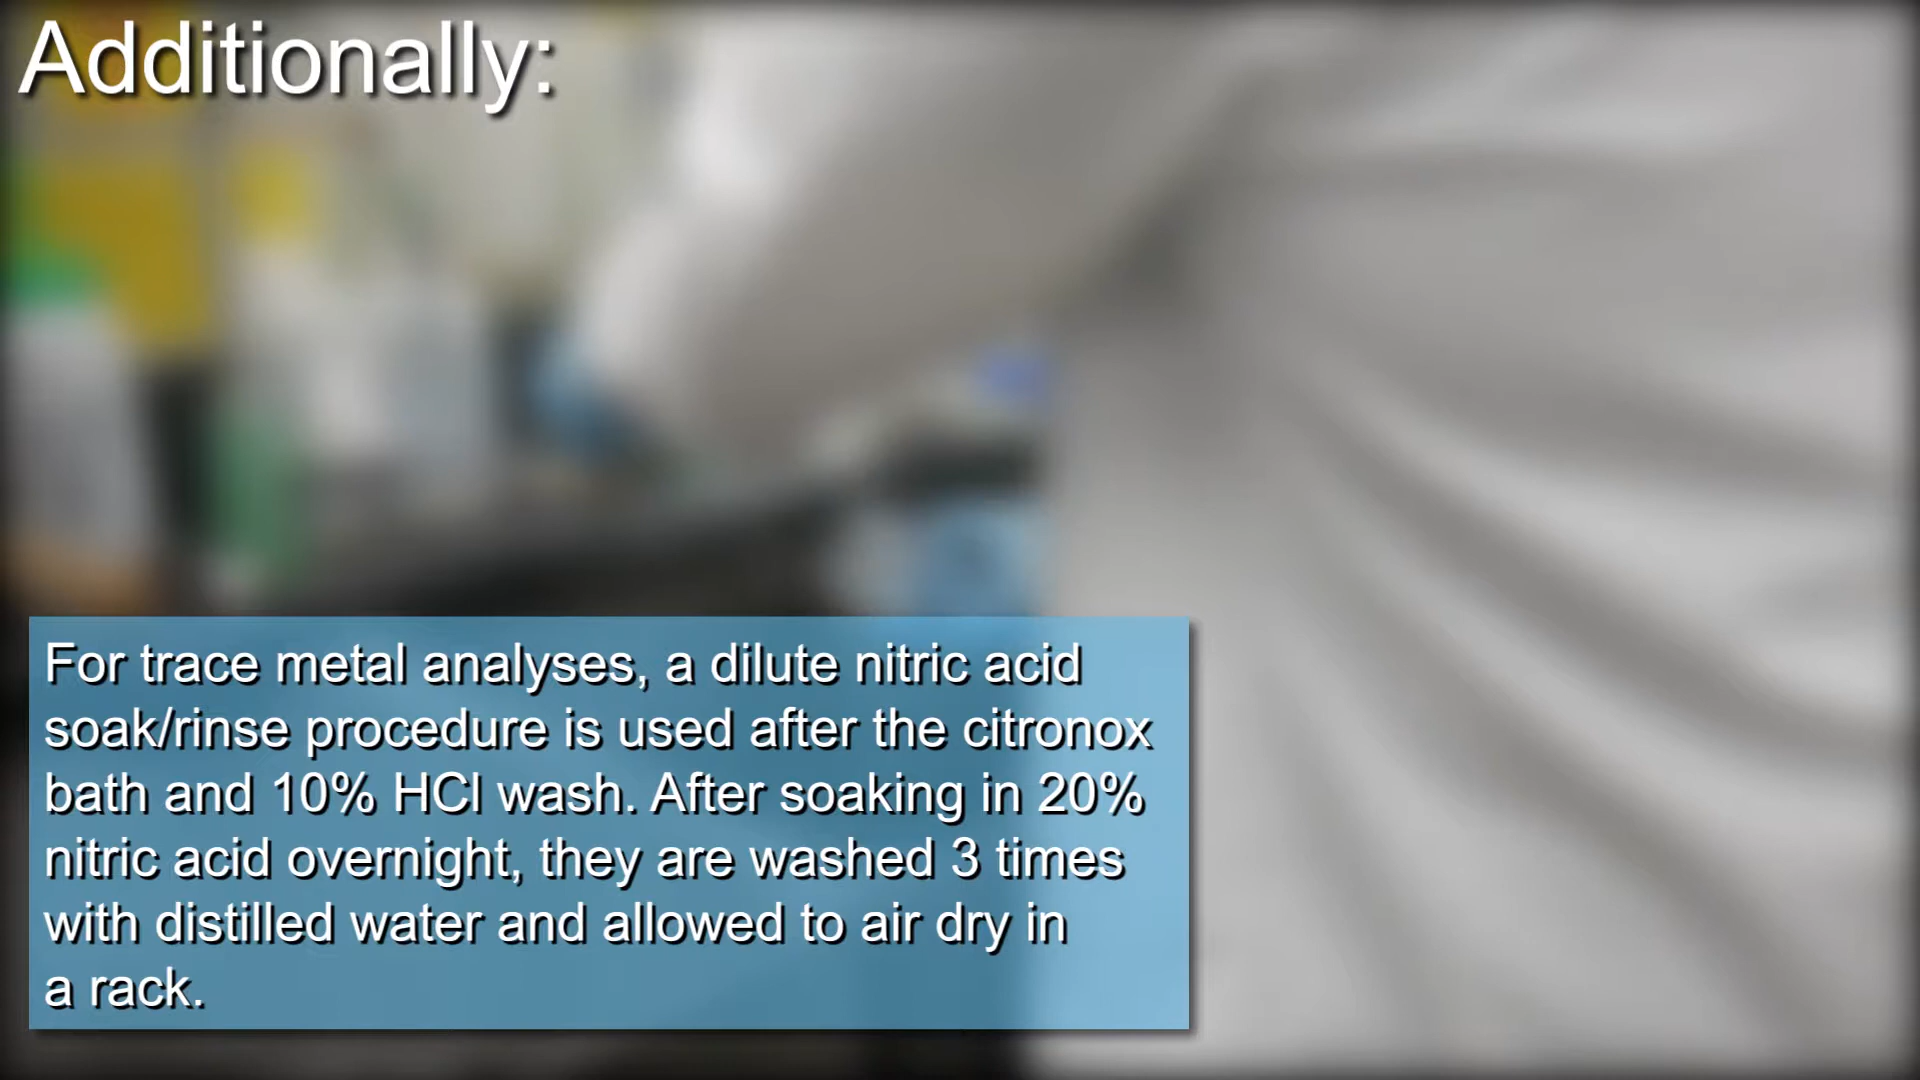 Additionally:
For trace metal analyses, a dilute nitric acid
soak/rinse procedure is used after the citronox
bath and 10% HCl wash. After soaking in 20%
nitric acid overnight, they are washed 3 times
with distilled water and allowed to air dry in
a rack.